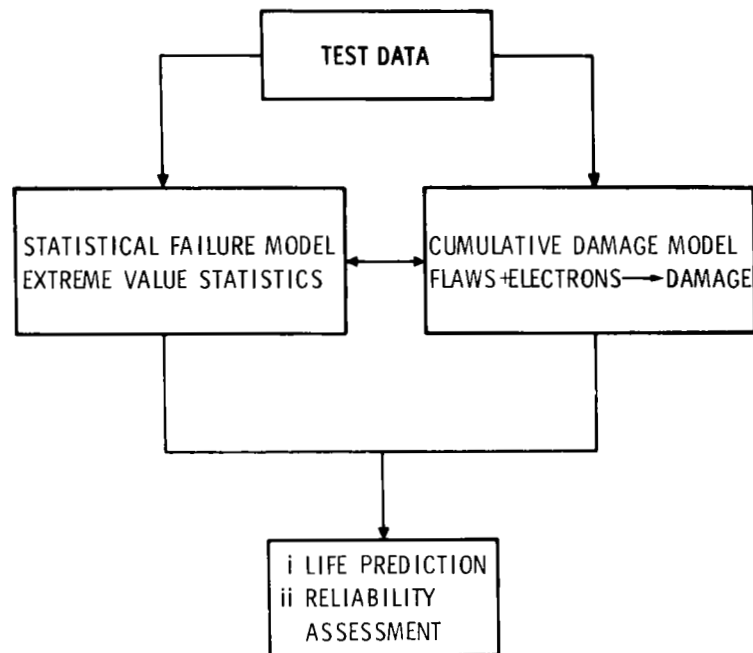 TEST DATA
STATISTICAL FAILURE MODEL
EXTREME VALUE STATISTICS
CUMULATIVE DAMAGE MODEL
FLAWS+ELECTRONS⟶DAMAGE
i LIFE PREDICTION
ii RELIABILITY
ASSESSMENT